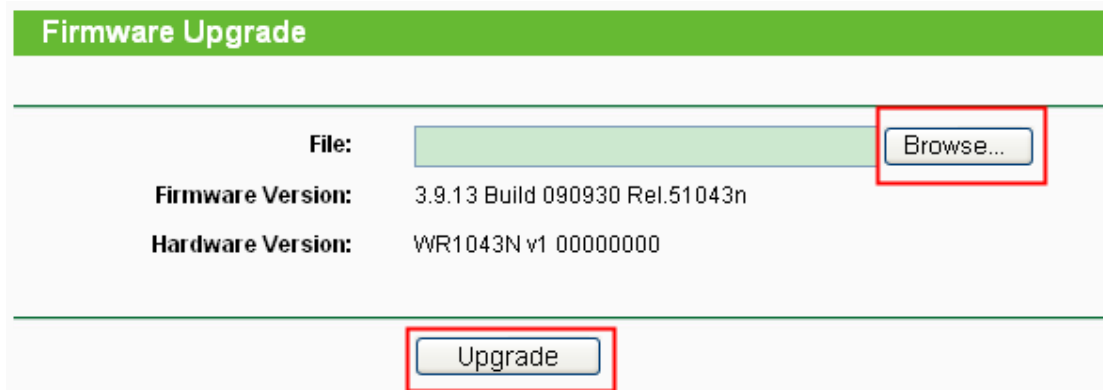 Firmware Upgrade
File:
Browse...
Firmware Version: 3.9.13 Build 090930 Rel.51043n
Hardware Version: WR1043N v1 00000000
Upgrade